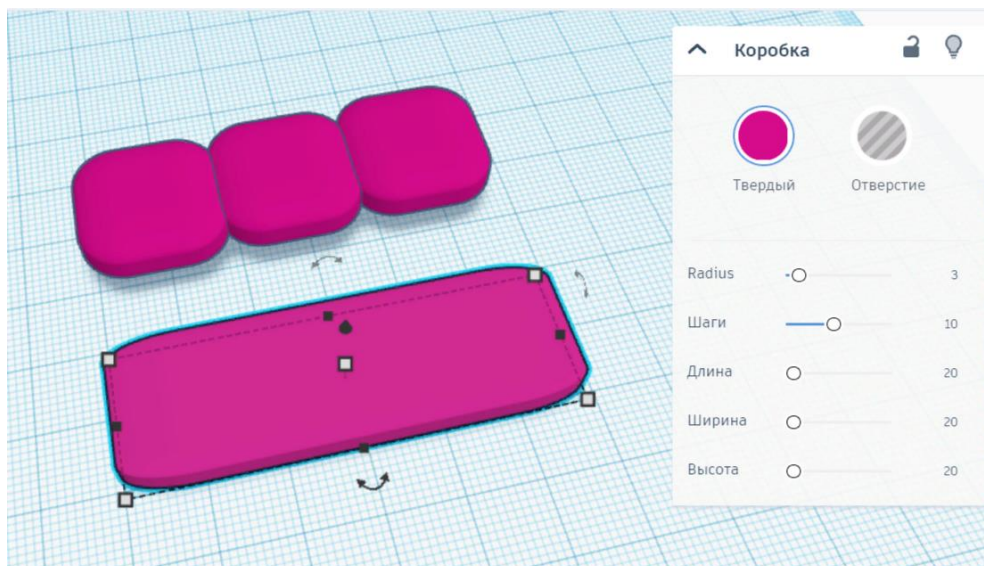 Коробка
Твердый
Отверстие
Radius 3
Шаги 10
Длина 20
Ширина 20
Высота 20